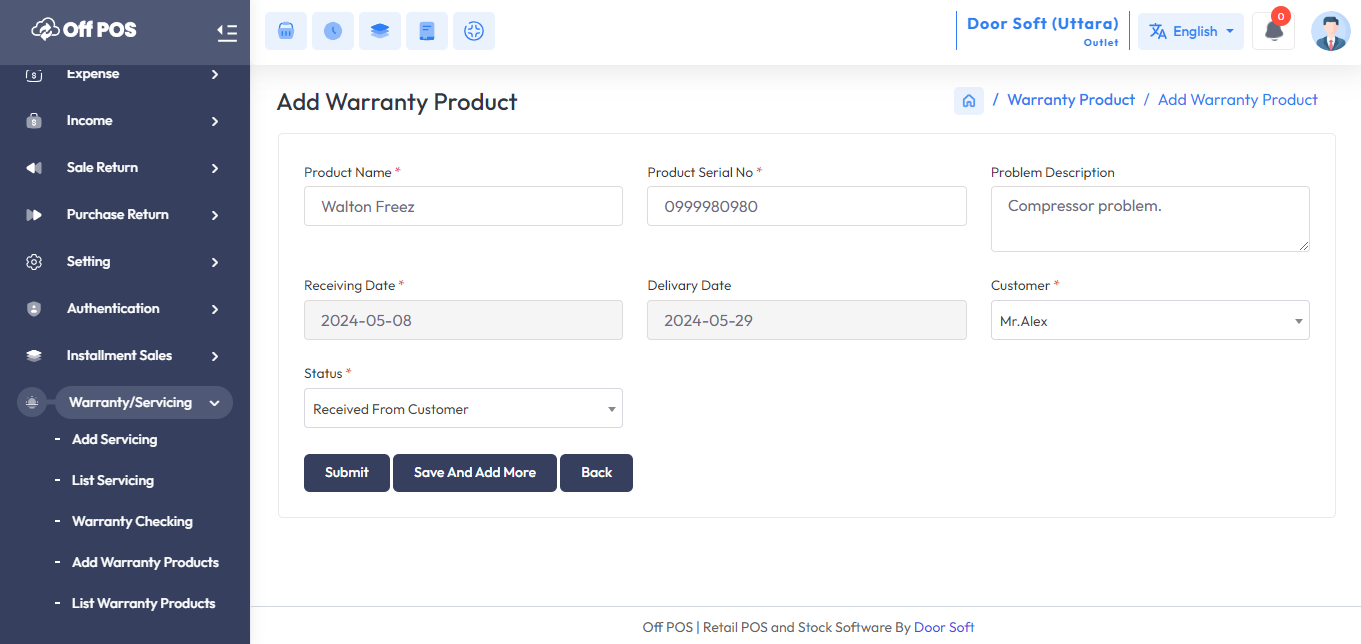 Off POS
Door Soft (Uttara)
Outlet
English
0
Expense
Income
Sale Return
Purchase Return
Setting
Authentication
Installment Sales
Warranty/Servicing
- Add Servicing
- List Servicing
- Warranty Checking
- Add Warranty Products
- List Warranty Products
Add Warranty Product
/ Warranty Product / Add Warranty Product
Product Name *
Walton Freez
Product Serial No *
0999980980
Problem Description
Compressor problem.
Receiving Date *
2024-05-08
Delivary Date
2024-05-29
Customer *
Mr.Alex
Status *
Received From Customer
Submit
Save And Add More
Back
Off POS | Retail POS and Stock Software By Door Soft